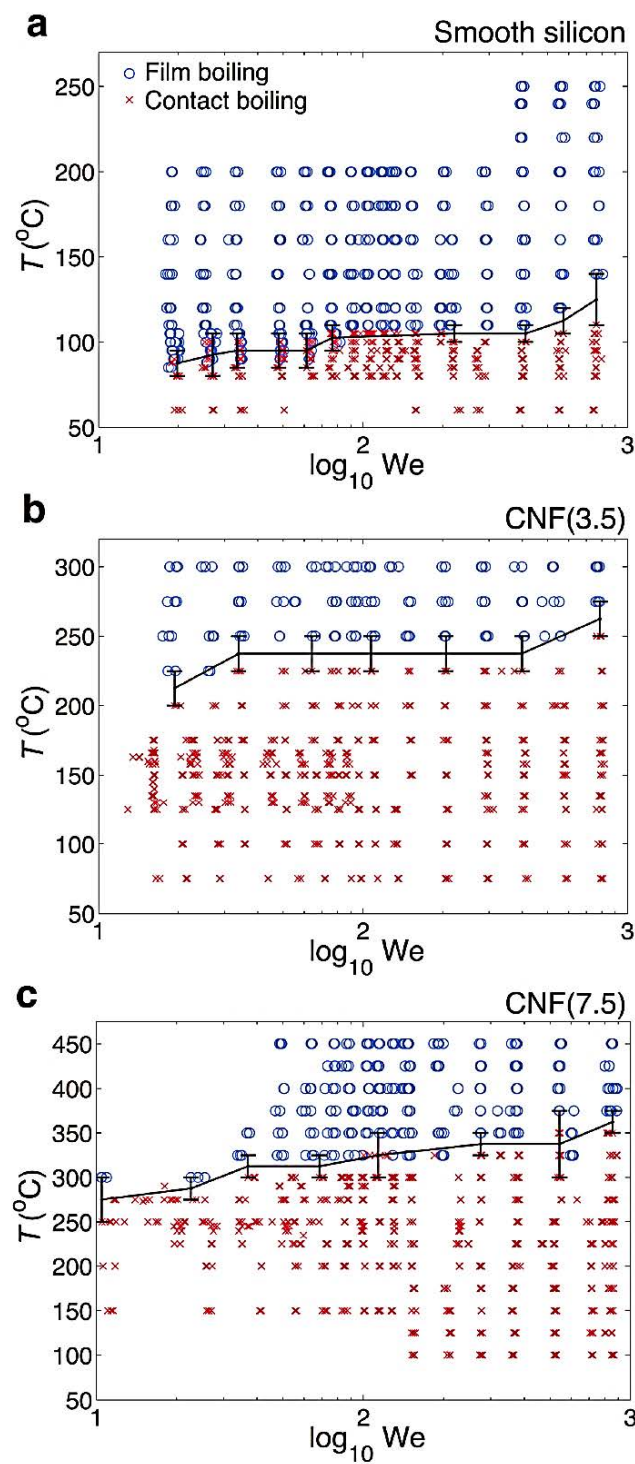 a
Smooth silicon
○ Film boiling
× Contact boiling
250
200
150
100
50
T (°C)
1 2 3
log10 We
b
CNF(3.5)
300
250
200
150
100
50
T (°C)
1 2 3
log10 We
c
CNF(7.5)
450
400
350
300
250
200
150
100
50
T (°C)
1 2 3
log10 We